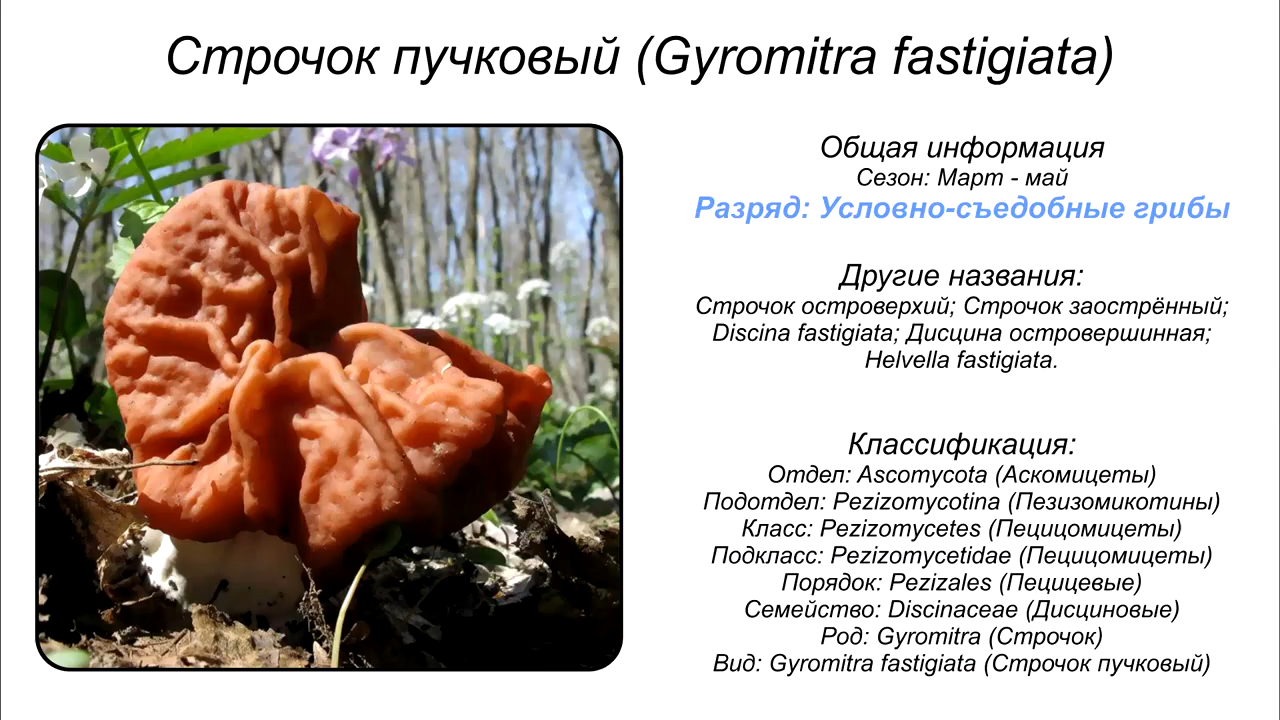 Строчок пучковый (Gyromitra fastigiata)
Общая информация
Сезон: Март - май
Разряд: Условно-съедобные грибы
Другие названия:
Строчок островерхий; Строчок заострённый;
Discina fastigiata; Дисцина островершинная;
Helvella fastigiata.
Классификация:
Отдел: Ascomycota (Аскомицеты)
Подотдел: Pezizomycotina (Пезизомикотины)
Класс: Pezizomycetes (Пецицомицеты)
Подкласс: Pezizomycetidae (Пецицомицеты)
Порядок: Pezizales (Пецицевые)
Семейство: Discinaceae (Дисциновые)
Род: Gyromitra (Строчок)
Вид: Gyromitra fastigiata (Строчок пучковый)